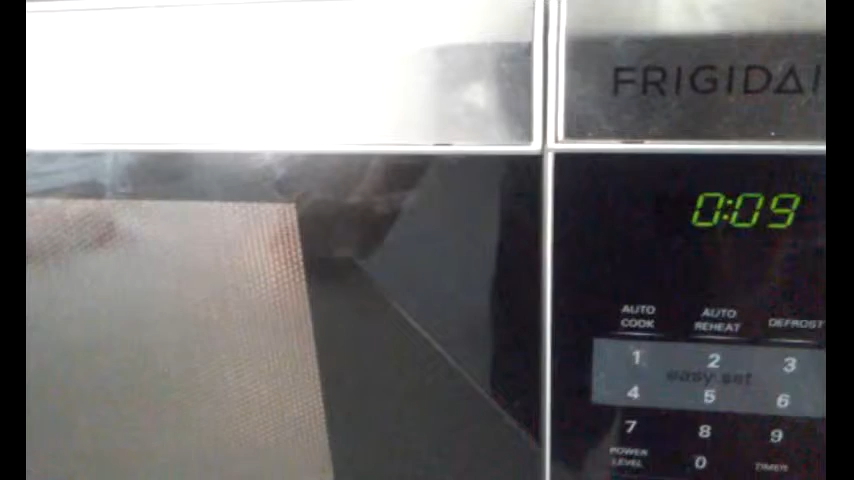 FRIGIDAI
0:09
AUTO COOK
AUTO REHEAT
DEFROST
1 2 3
easy set
4 5 6
7 8 9
POWER LEVEL
0
TIMER